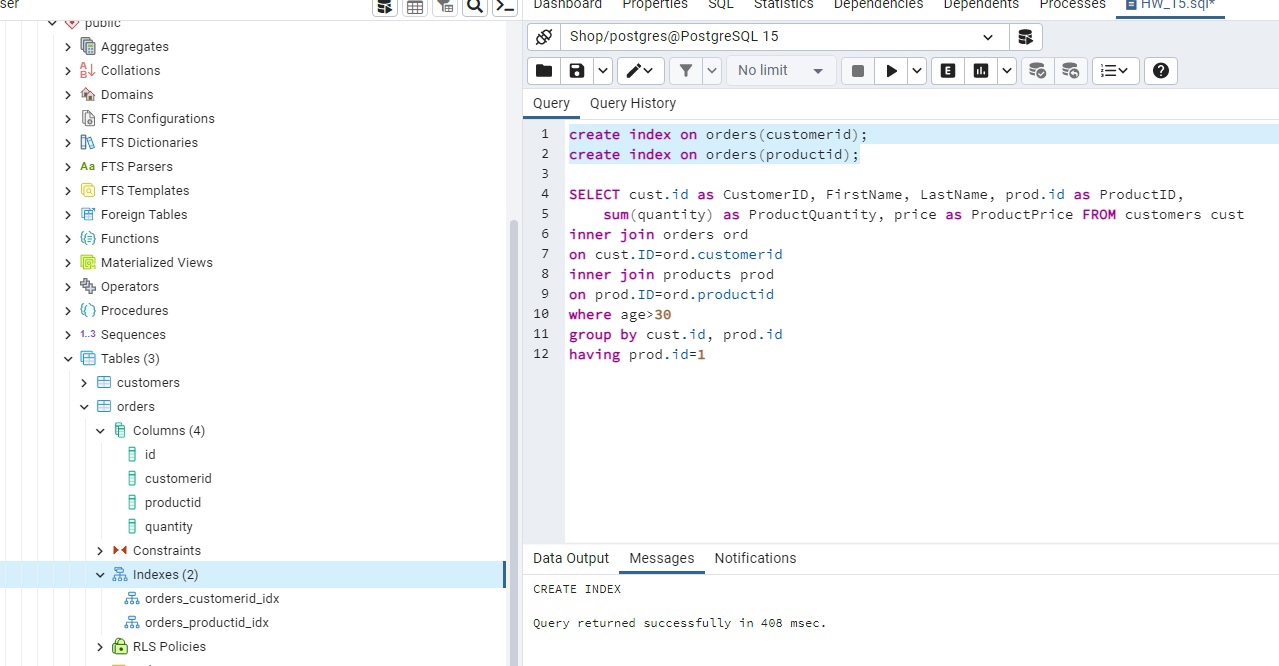 ser
public
Aggregates
Collations
Domains
FTS Configurations
FTS Dictionaries
Aa FTS Parsers
FTS Templates
Foreign Tables
Functions
Materialized Views
Operators
Procedures
1..3 Sequences
Tables (3)
customers
orders
Columns (4)
id
customerid
productid
quantity
Constraints
Indexes (2)
orders_customerid_idx
orders_productid_idx
RLS Policies
Dashboard Properties SQL Statistics Dependencies Dependents Processes HW_15.sql*
Shop/postgres@PostgreSQL 15
No limit
Query Query History
1 create index on orders(customerid);
2 create index on orders(productid);
3
4 SELECT cust.id as CustomerID, FirstName, LastName, prod.id as ProductID,
5 sum(quantity) as ProductQuantity, price as ProductPrice FROM customers cust
6 inner join orders ord
7 on cust.ID=ord.customerid
8 inner join products prod
9 on prod.ID=ord.productid
10 where age>30
11 group by cust.id, prod.id
12 having prod.id=1
Data Output Messages Notifications
CREATE INDEX
Query returned successfully in 408 msec.